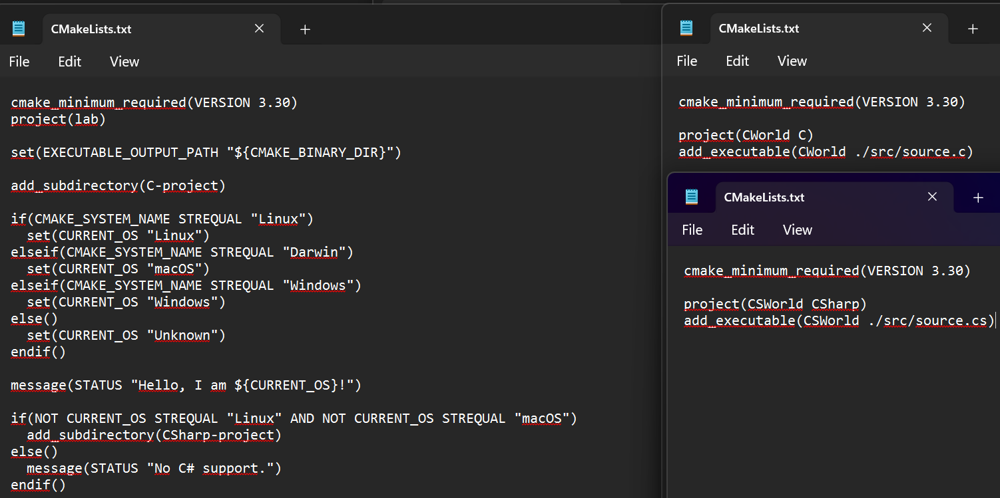 CMakeLists.txt
File Edit View
cmake_minimum_required(VERSION 3.30)
project(lab)
set(EXECUTABLE_OUTPUT_PATH "${CMAKE_BINARY_DIR}")
add_subdirectory(C-project)
if(CMAKE_SYSTEM_NAME STREQUAL "Linux")
  set(CURRENT_OS "Linux")
elseif(CMAKE_SYSTEM_NAME STREQUAL "Darwin")
  set(CURRENT_OS "macOS")
elseif(CMAKE_SYSTEM_NAME STREQUAL "Windows")
  set(CURRENT_OS "Windows")
else()
  set(CURRENT_OS "Unknown")
endif()
message(STATUS "Hello, I am ${CURRENT_OS}!")
if(NOT CURRENT_OS STREQUAL "Linux" AND NOT CURRENT_OS STREQUAL "macOS")
  add_subdirectory(CSharp-project)
else()
  message(STATUS "No C# support.")
endif()
CMakeLists.txt
File Edit View
cmake_minimum_required(VERSION 3.30)
project(CWorld C)
add_executable(CWorld ./src/source.c)
CMakeLists.txt
File Edit View
cmake_minimum_required(VERSION 3.30)
project(CSWorld CSharp)
add_executable(CSWorld ./src/source.cs)